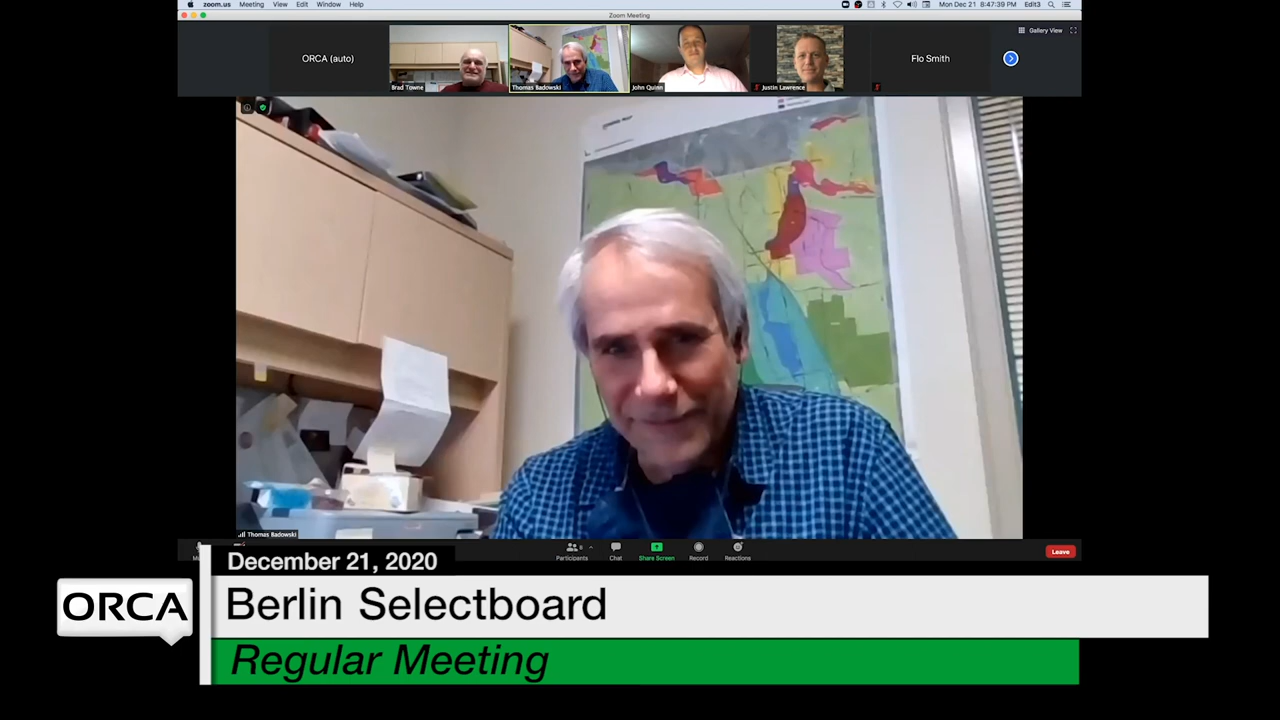 zoom.us Meeting View Edit Window Help
Mon Dec 21 8:47:39 PM Edit3
Zoom Meeting
Gallery View
ORCA (auto)
Flo Smith
Brad Towne
Thomas Badowski
John Quinn
Justin Lawrence
Thomas Badowski
Participants
8
Chat
Share Screen
Record
Reactions
Leave
December 21, 2020
ORCA
Berlin Selectboard
Regular Meeting